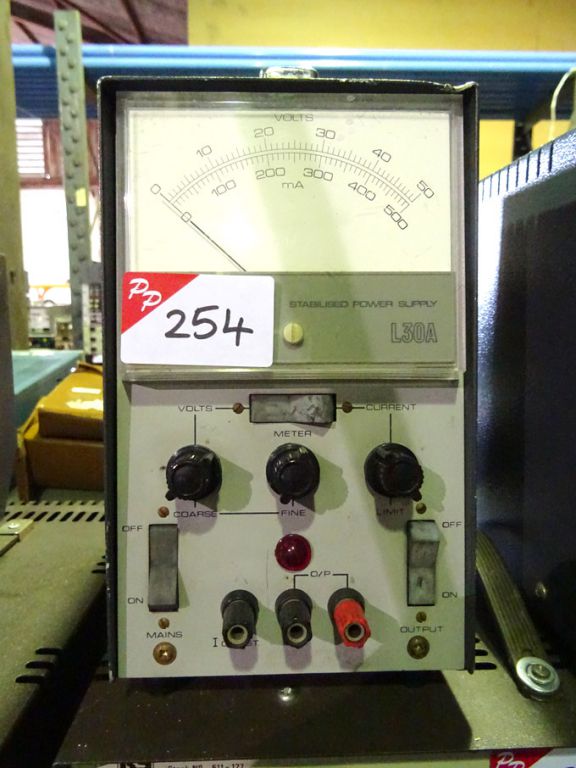 VOLTS
0 10 20 30 40 50
0 100 200 300 400 500
mA
PP
254
STABILISED POWER SUPPLY
L30A
VOLTS
CURRENT
METER
COARSE
FINE
LIMIT
OFF
OFF
O/P
ON
ON
MAINS
OUTPUT
PP